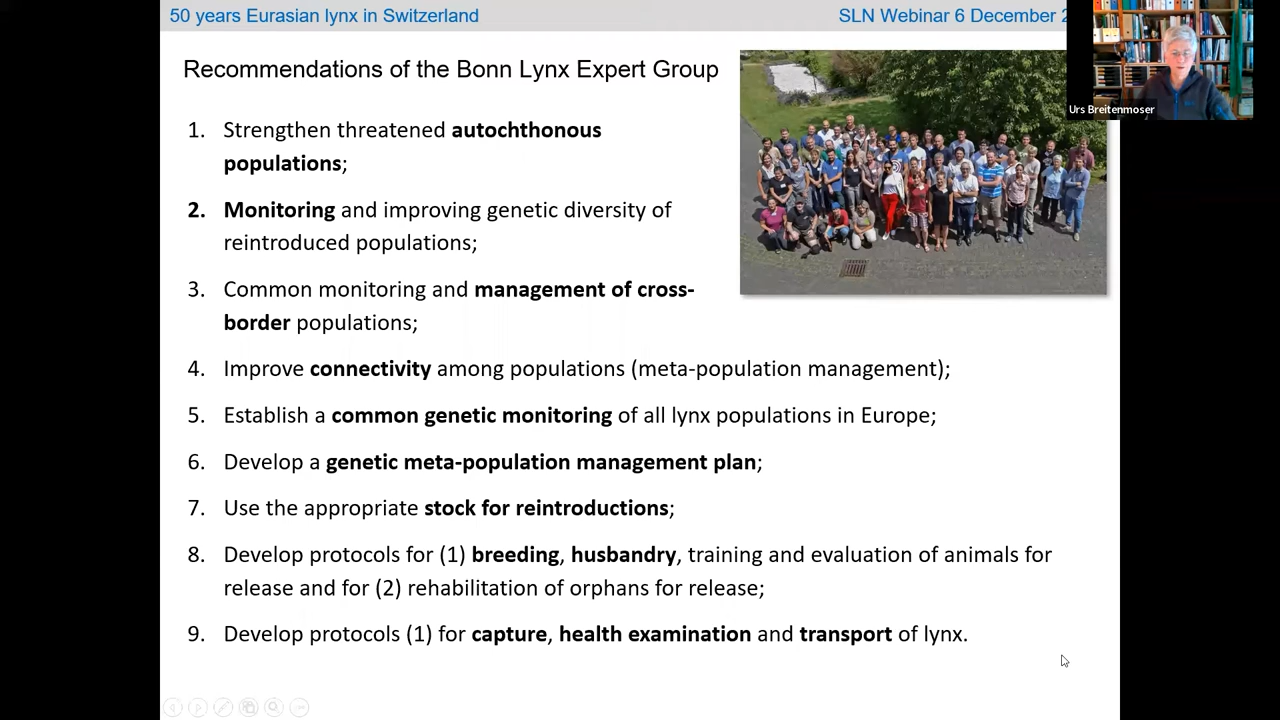 50 years Eurasian lynx in Switzerland
SLN Webinar 6 December
Urs Breitenmoser
Recommendations of the Bonn Lynx Expert Group
1. Strengthen threatened autochthonous
populations;
2. Monitoring and improving genetic diversity of
reintroduced populations;
3. Common monitoring and management of cross-
border populations;
4. Improve connectivity among populations (meta-population management);
5. Establish a common genetic monitoring of all lynx populations in Europe;
6. Develop a genetic meta-population management plan;
7. Use the appropriate stock for reintroductions;
8. Develop protocols for (1) breeding, husbandry, training and evaluation of animals for
release and for (2) rehabilitation of orphans for release;
9. Develop protocols (1) for capture, health examination and transport of lynx.